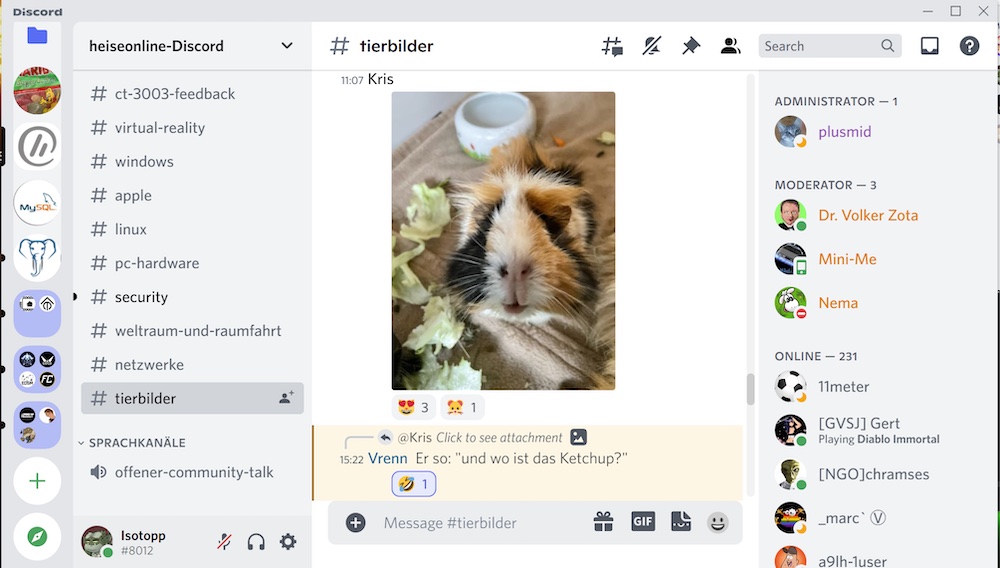 Discord
heiseonline-Discord
# ct-3003-feedback
# virtual-reality
# windows
# apple
# linux
# pc-hardware
# security
# weltraum-und-raumfahrt
# netzwerke
# tierbilder
SPRACHKANÄLE
offener-community-talk
Isotopp
#8012
MySQL
FC
# tierbilder
Search
11:07 Kris
3
1
@Kris Click to see attachment
15:22 Vrenn Er so: "und wo ist das Ketchup?"
1
Message #tierbilder
GIF
ADMINISTRATOR — 1
plusmid
MODERATOR — 3
Dr. Volker Zota
Mini-Me
Nema
ONLINE — 231
11meter
[GVSJ] Gert
Playing Diablo Immortal
[NGO]chramses
_marc` Ⓥ
a9lh-1user